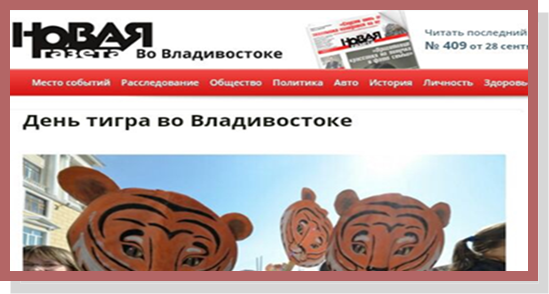 НОВАЯ
газета Во Владивостоке
Читать последний
№ 409 от 28 сент
Место событий Расследование Общество Политика Авто История Личность Здоровь
День тигра во Владивостоке